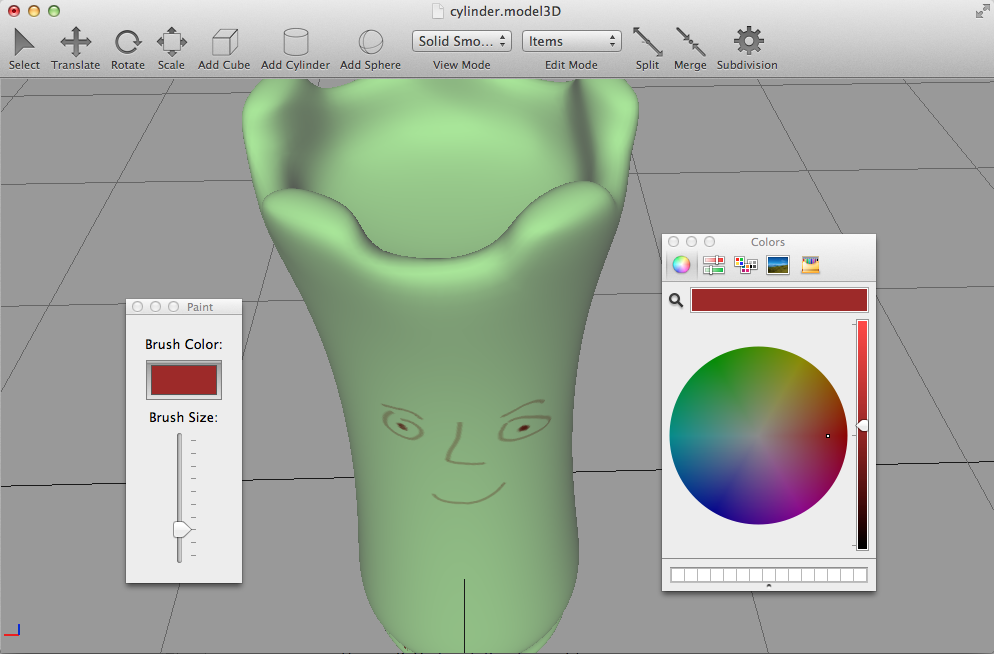 cylinder.model3D
Solid Smo... Items
Select Translate Rotate Scale Add Cube Add Cylinder Add Sphere View Mode Edit Mode Split Merge Subdivision
Colors
Paint
Brush Color:
Brush Size: